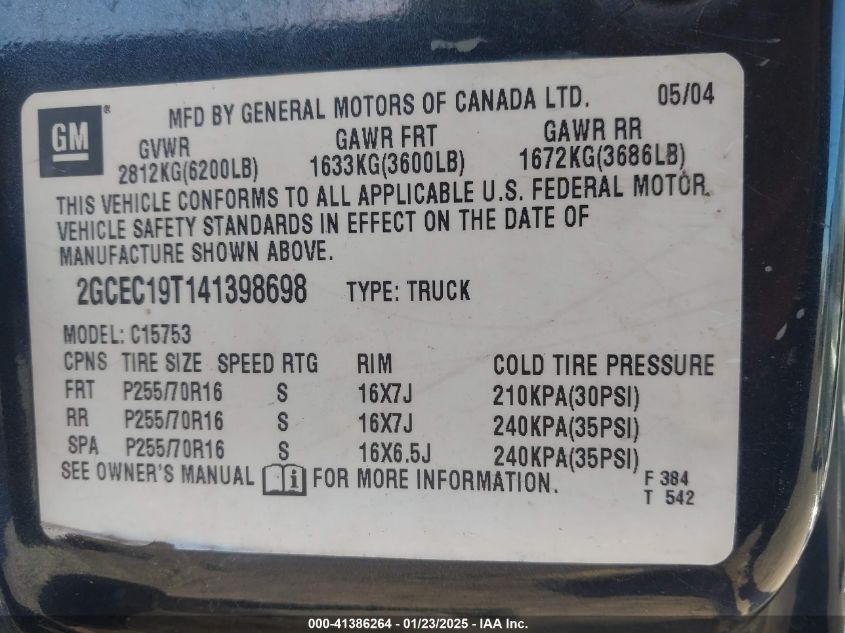 GM ®
MFD BY GENERAL MOTORS OF CANADA LTD. 05/04
GVWR GAWR FRT GAWR RR
2812KG(6200LB) 1633KG(3600LB) 1672KG(3686LB)
THIS VEHICLE CONFORMS TO ALL APPLICABLE U.S. FEDERAL MOTOR
VEHICLE SAFETY STANDARDS IN EFFECT ON THE DATE OF
MANUFACTURE SHOWN ABOVE.
2GCEC19T141398698 TYPE: TRUCK
MODEL: C15753
CPNS TIRE SIZE SPEED RTG RIM COLD TIRE PRESSURE
FRT P255/70R16 S 16X7J 210KPA(30PSI)
RR P255/70R16 S 16X7J 240KPA(35PSI)
SPA P255/70R16 S 16X6.5J 240KPA(35PSI)
SEE OWNER'S MANUAL i FOR MORE INFORMATION.
F 384
T 542
000-41386264 - 01/23/2025 - IAA Inc.